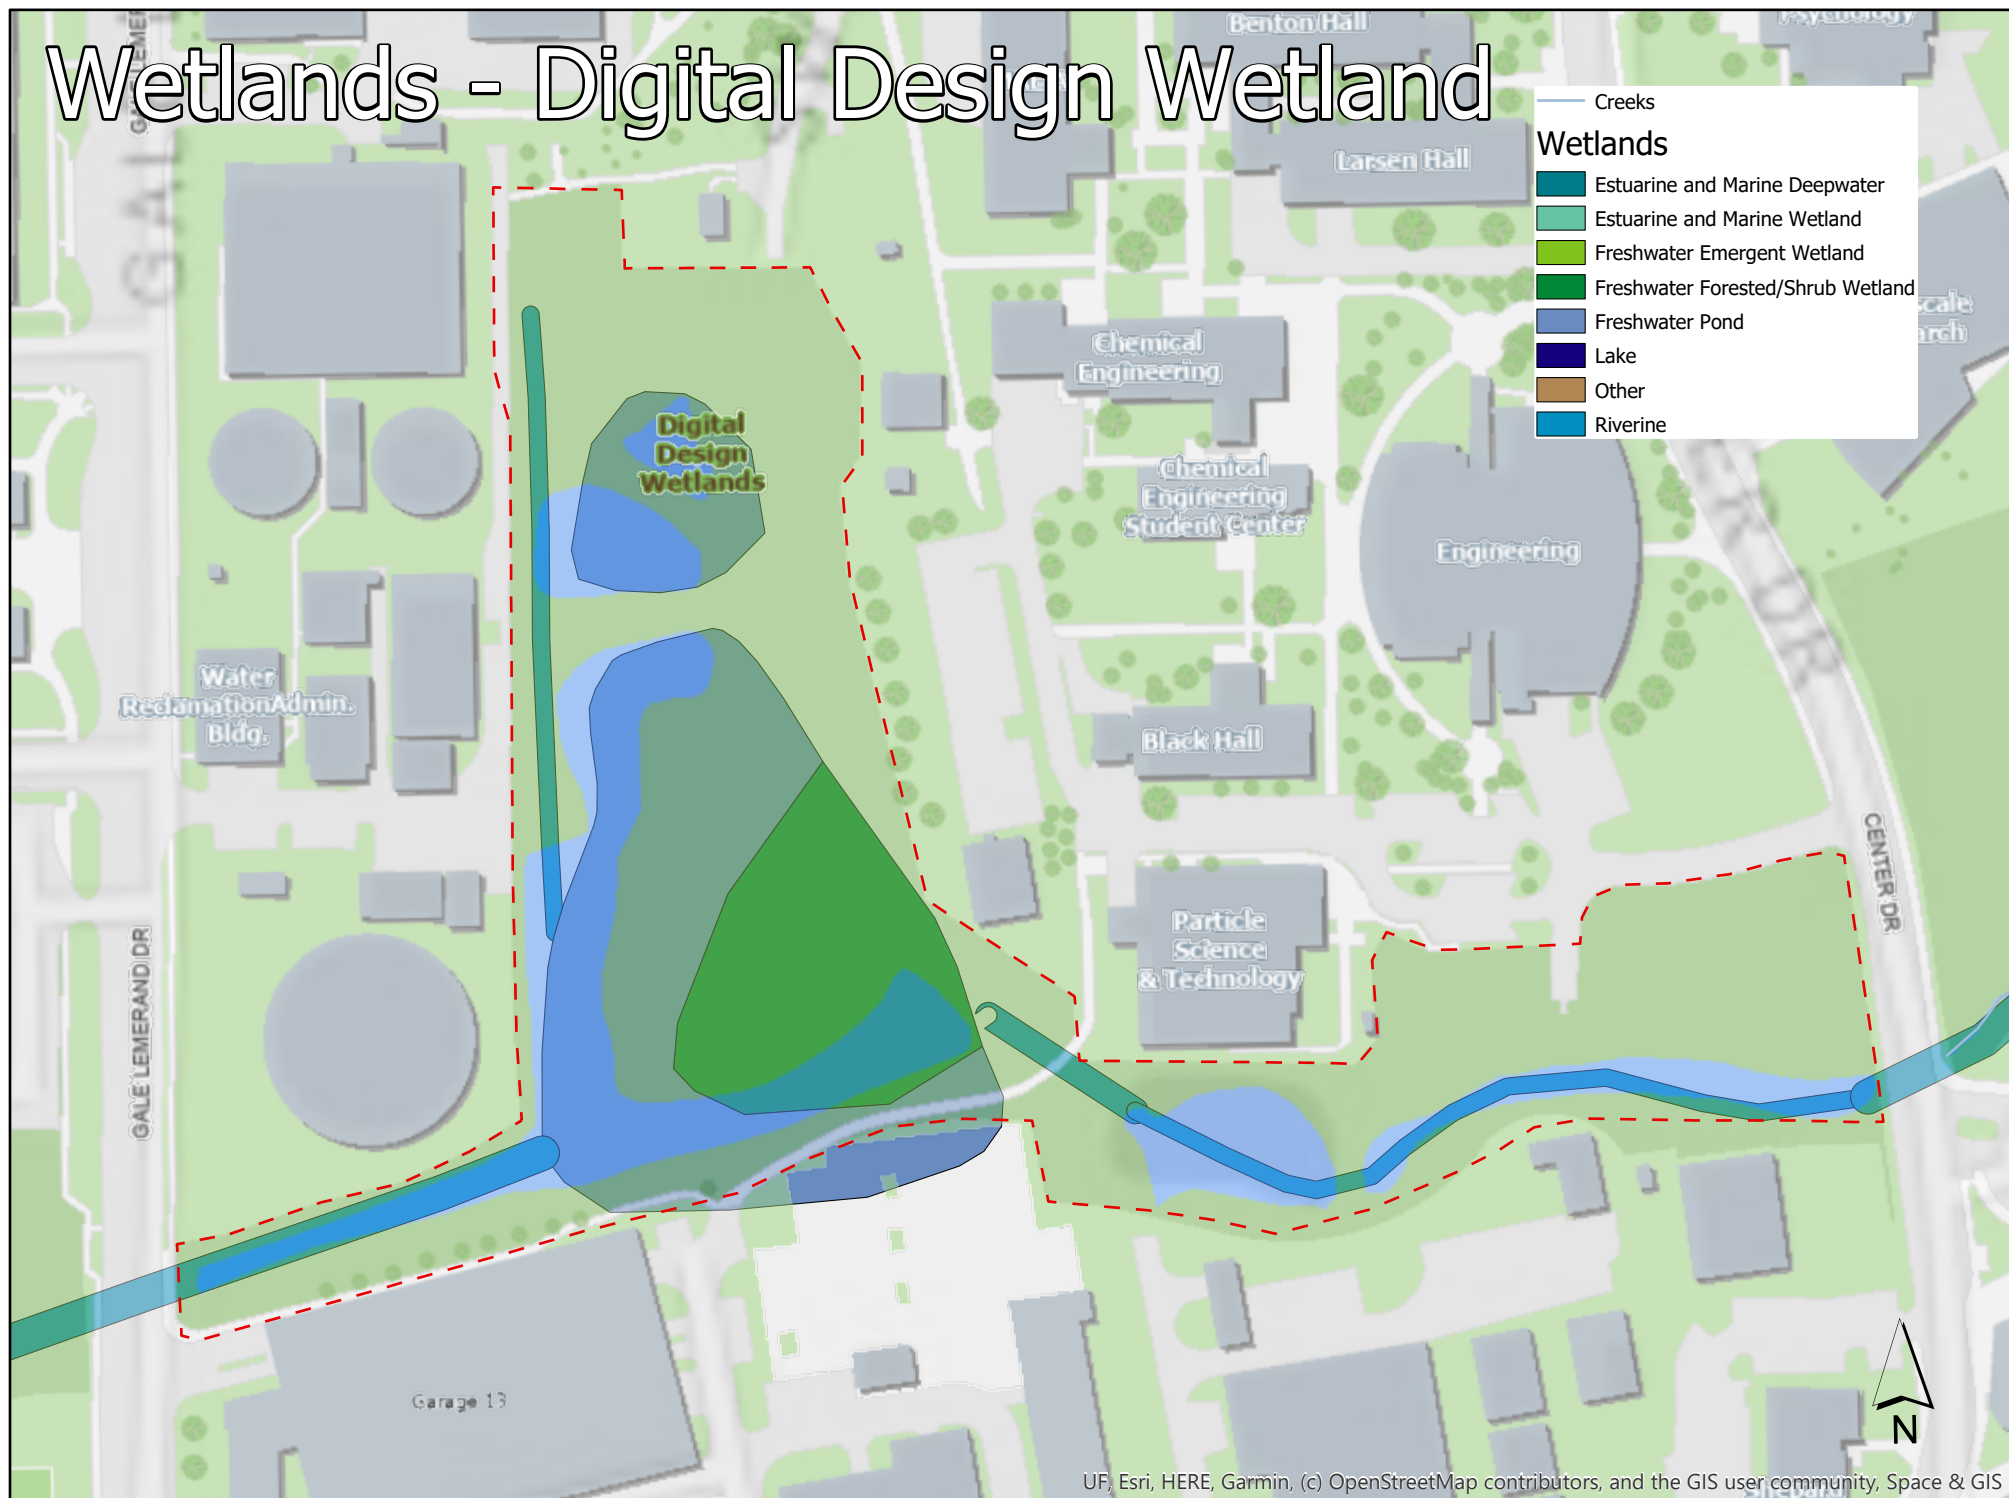 Wetlands - Digital Design Wetland
Benton Hall
Psychology
Larsen Hall
Creeks
Wetlands
Estuarine and Marine Deepwater
Estuarine and Marine Wetland
Freshwater Emergent Wetland
Freshwater Forested/Shrub Wetland
Freshwater Pond
Lake
Other
Riverine
Chemical
Engineering
Digital
Design
Wetlands
Chemical
Engineering
Student Center
Engineering
Water
ReclamationAdmin.
Bldg.
Black Hall
CENTER DR
Particle
Science
& Technology
GALE LEMERAND DR
Garage 13
N
UF, Esri, HERE, Garmin, (c) OpenStreetMap contributors, and the GIS user community, Space & GIS